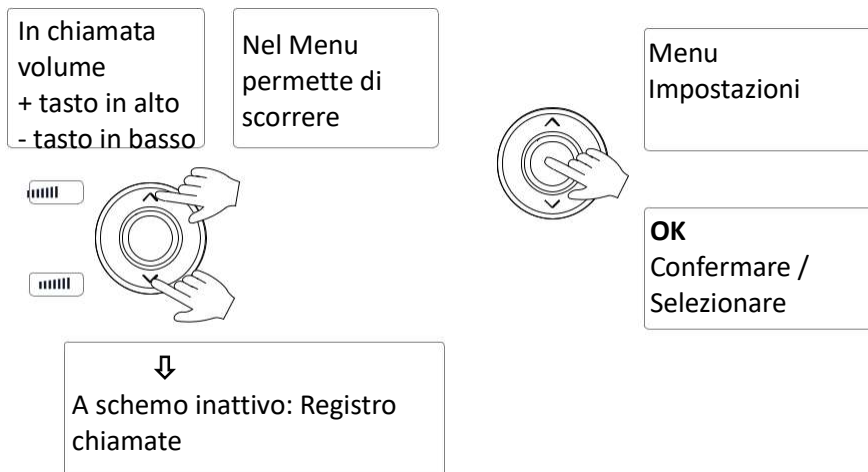 In chiamata
volume
+ tasto in alto
- tasto in basso
Nel Menu
permette di
scorrere
Menu
Impostazioni
OK
Confermare /
Selezionare
⇩
A schemo inattivo: Registro
chiamate